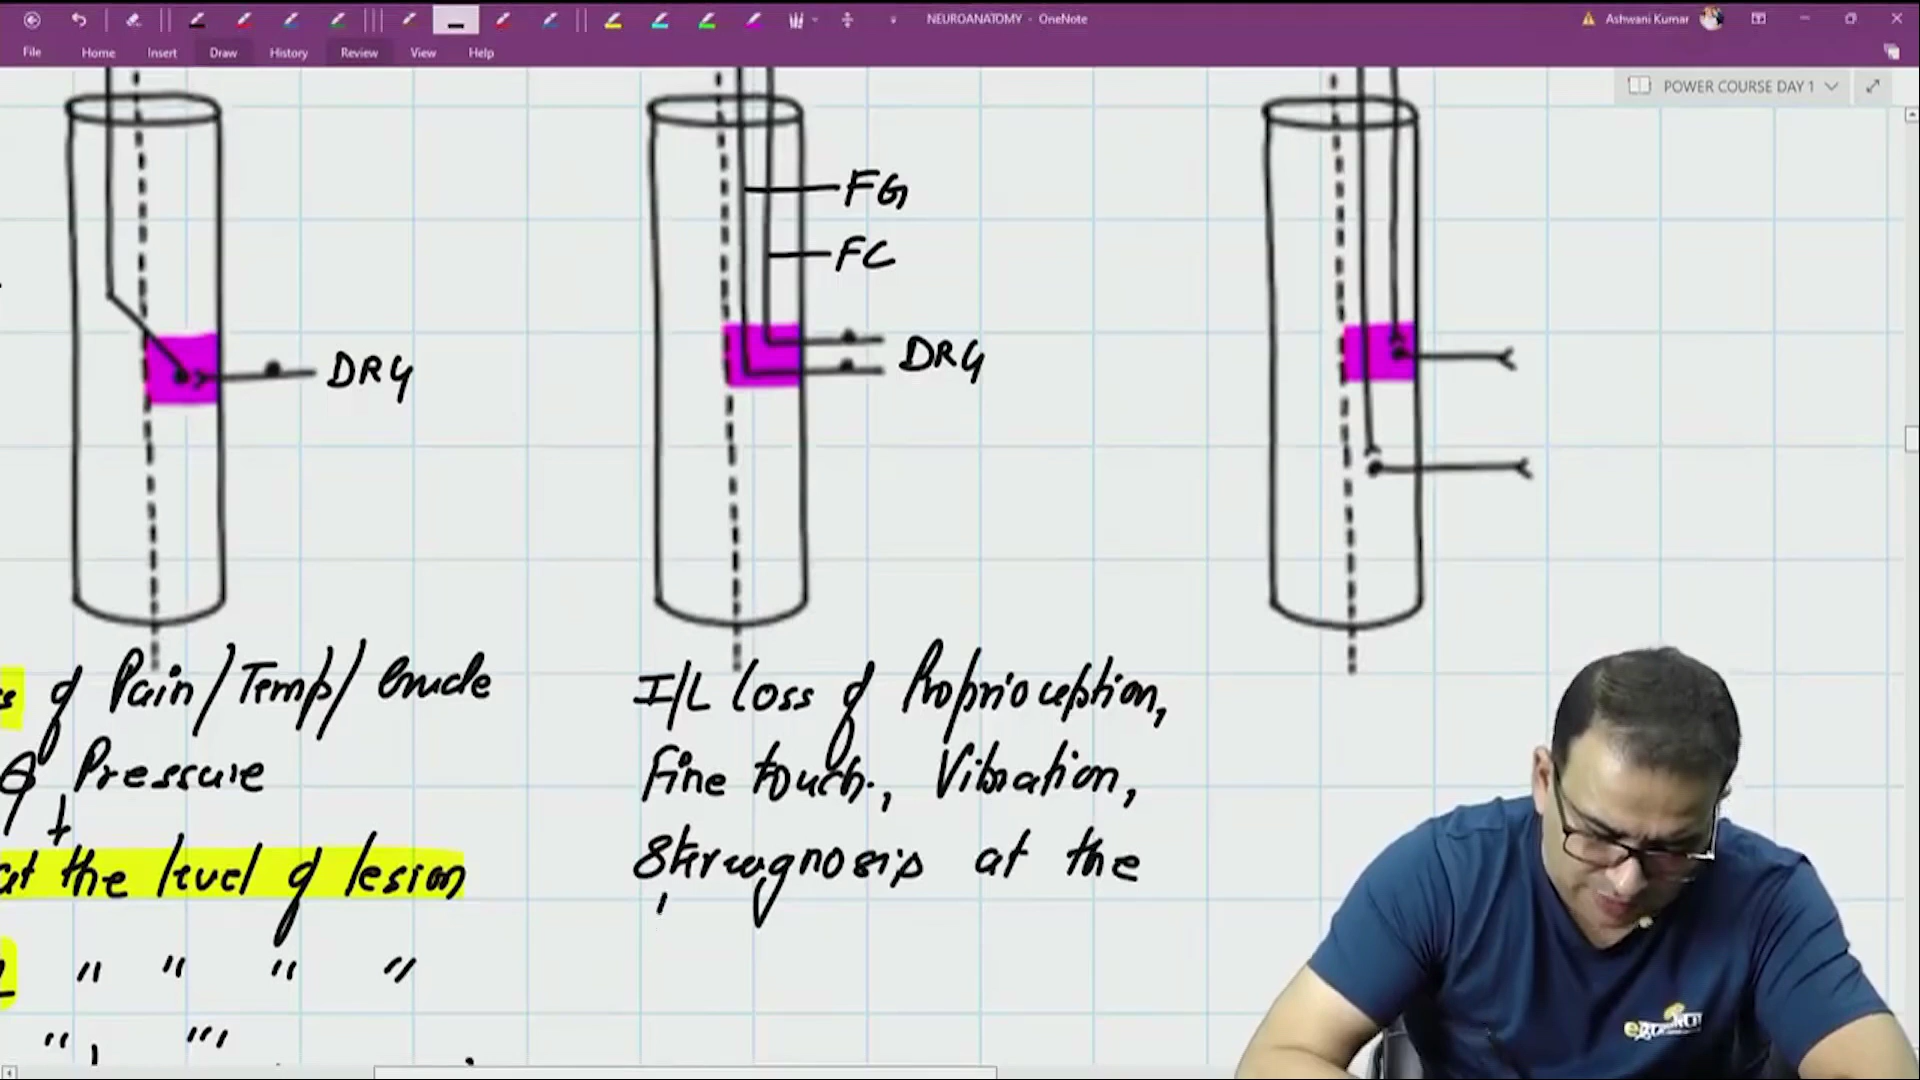 NEUROANATOMY - OneNote
Ashwani Kumar
File Home Insert Draw History Review View Help
POWER COURSE DAY 1
FG
FC
DRG
DRG
of Pain/Temp/Crude
Pressure
at the level of lesion
" " " "
" , "'
I/L loss of Proprioception,
Fine touch, Vibration,
Stereognosis at the